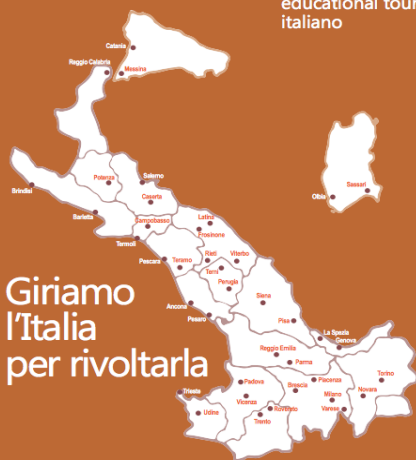 educational tour
italiano
Catania
Reggio Calabria
Messina
Potenza
Salerno
Caserta
Brindisi
Barletta
Campobasso
Latina
Frosinone
Termoli
Pescara
Teramo
Rieti
Viterbo
Terni
Perugia
Olbia
Sassari
Ancona
Pesaro
Siena
Pisa
La Spezia
Genova
Giriamo
l'Italia
per rivoltarla
Reggio Emilia
Parma
Trieste
Padova
Brescia
Piacenza
Torino
Vicenza
Milano
Novara
Udine
Rovereto
Varese
Trento